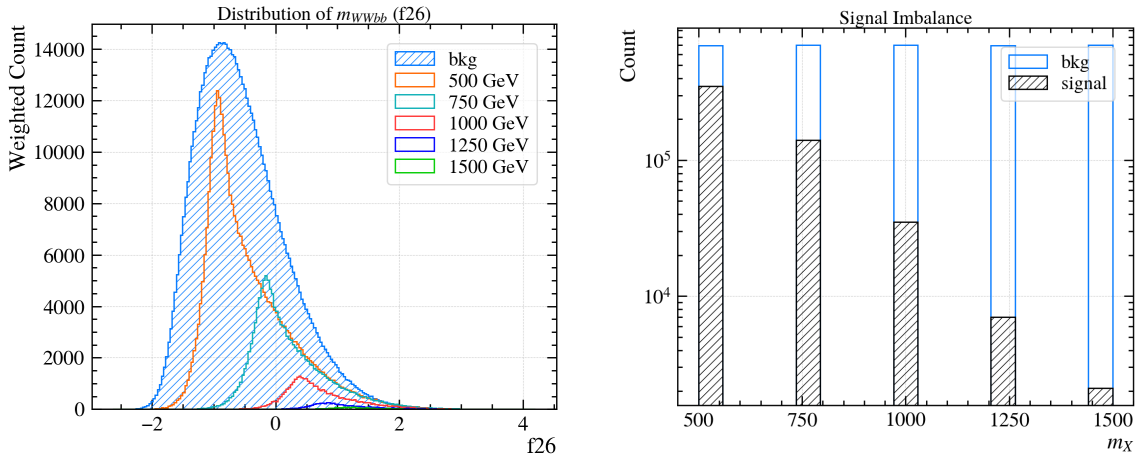 Distribution of m_WWbb (f26)
Weighted Count
14000
12000
10000
8000
6000
4000
2000
0
−2
0
2
4
f26
bkg
500 GeV
750 GeV
1000 GeV
1250 GeV
1500 GeV
Signal Imbalance
Count
10^5
10^4
500
750
1000
1250
1500
m_X
bkg
signal